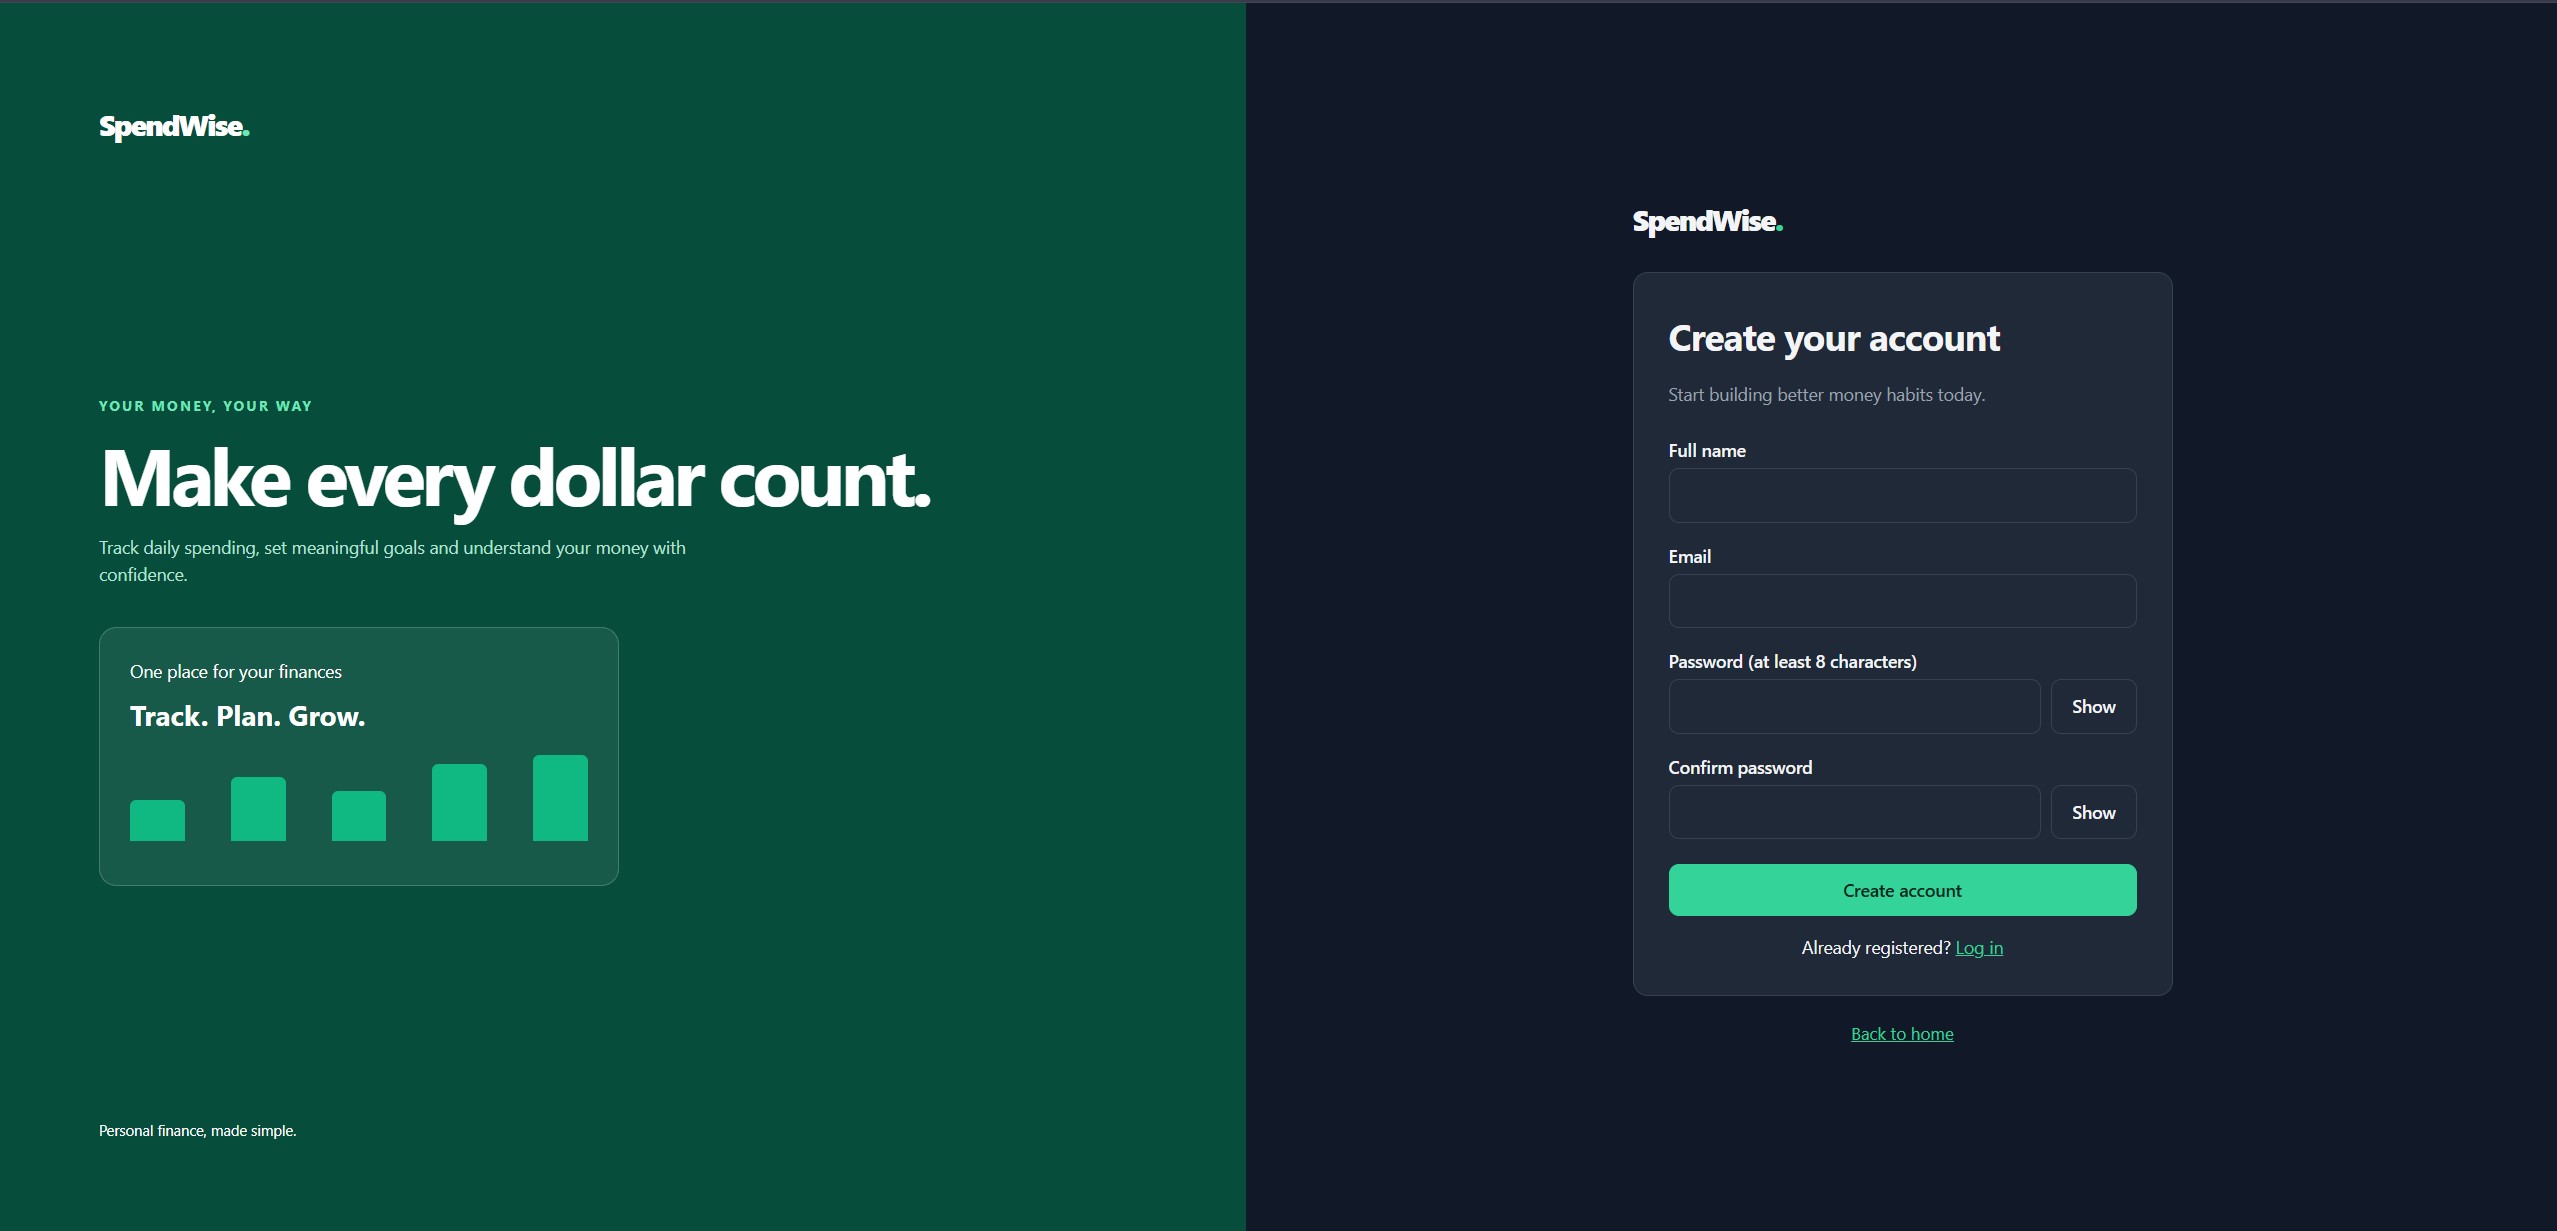 SpendWise.
YOUR MONEY, YOUR WAY
Make every dollar count.
Track daily spending, set meaningful goals and understand your money with
confidence.
One place for your finances
Track. Plan. Grow.
Personal finance, made simple.
SpendWise.
Create your account
Start building better money habits today.
Full name
Email
Password (at least 8 characters)
Show
Confirm password
Show
Create account
Already registered? Log in
Back to home